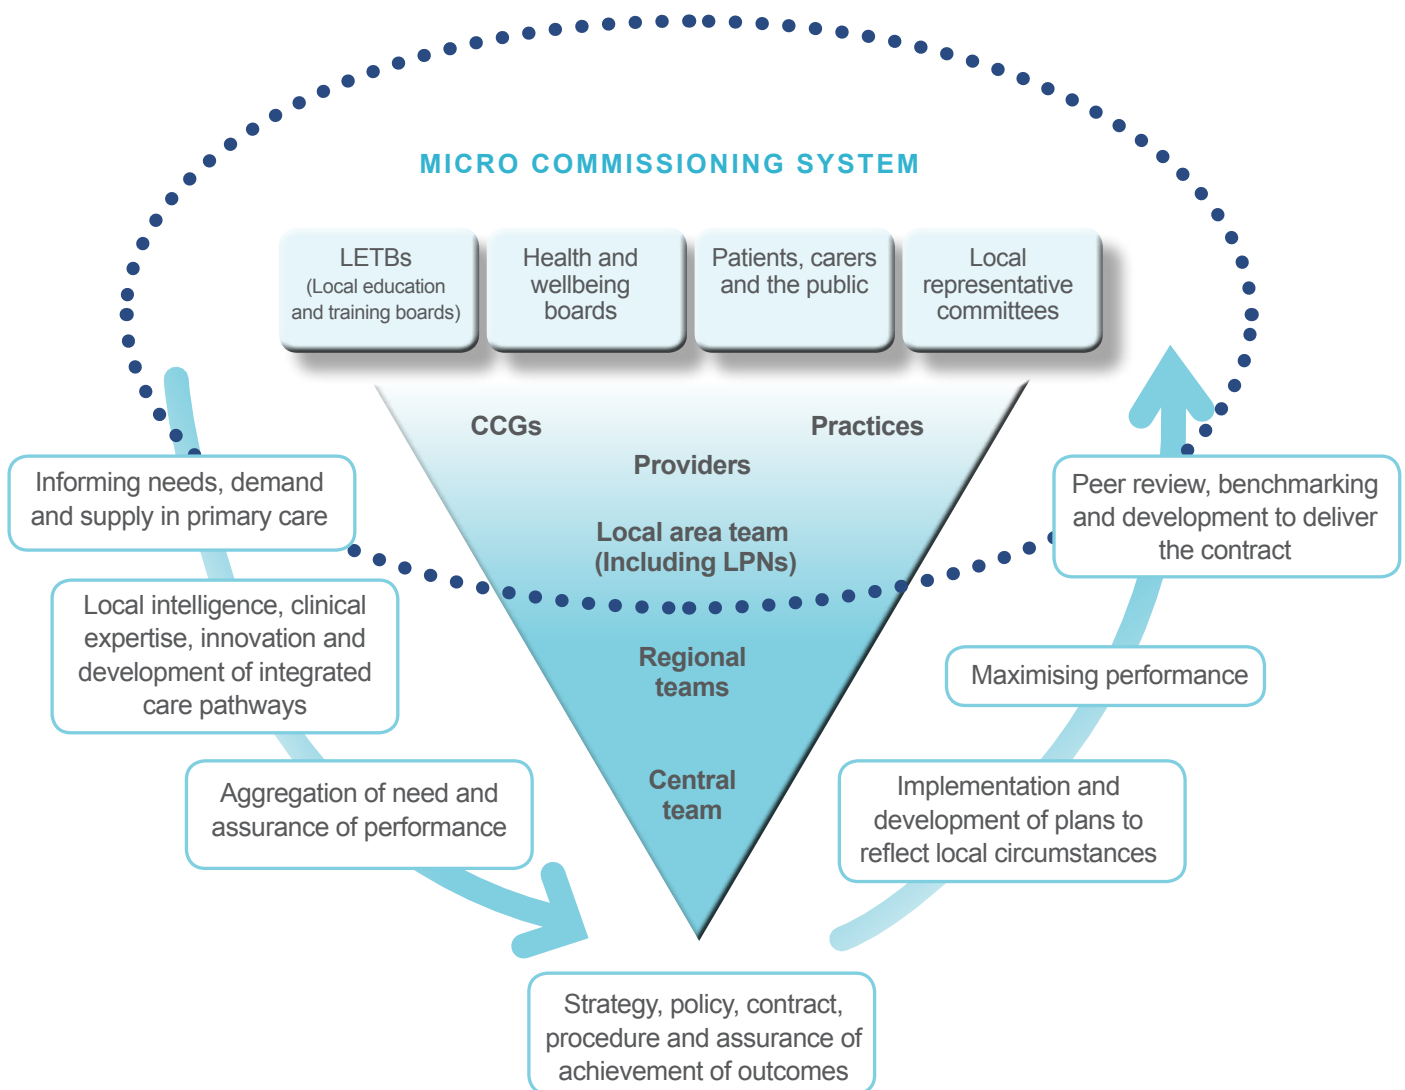 MICRO COMMISSIONING SYSTEM
LETBs
(Local education
and training boards)
Health and
wellbeing
boards
Patients, carers
and the public
Local
representative
committees
CCGs
Practices
Providers
Local area team
(Including LPNs)
Regional
teams
Central
team
Informing needs, demand
and supply in primary care
Local intelligence, clinical
expertise, innovation and
development of integrated
care pathways
Aggregation of need and
assurance of performance
Strategy, policy, contract,
procedure and assurance of
achievement of outcomes
Implementation and
development of plans to
reflect local circumstances
Maximising performance
Peer review, benchmarking
and development to deliver
the contract